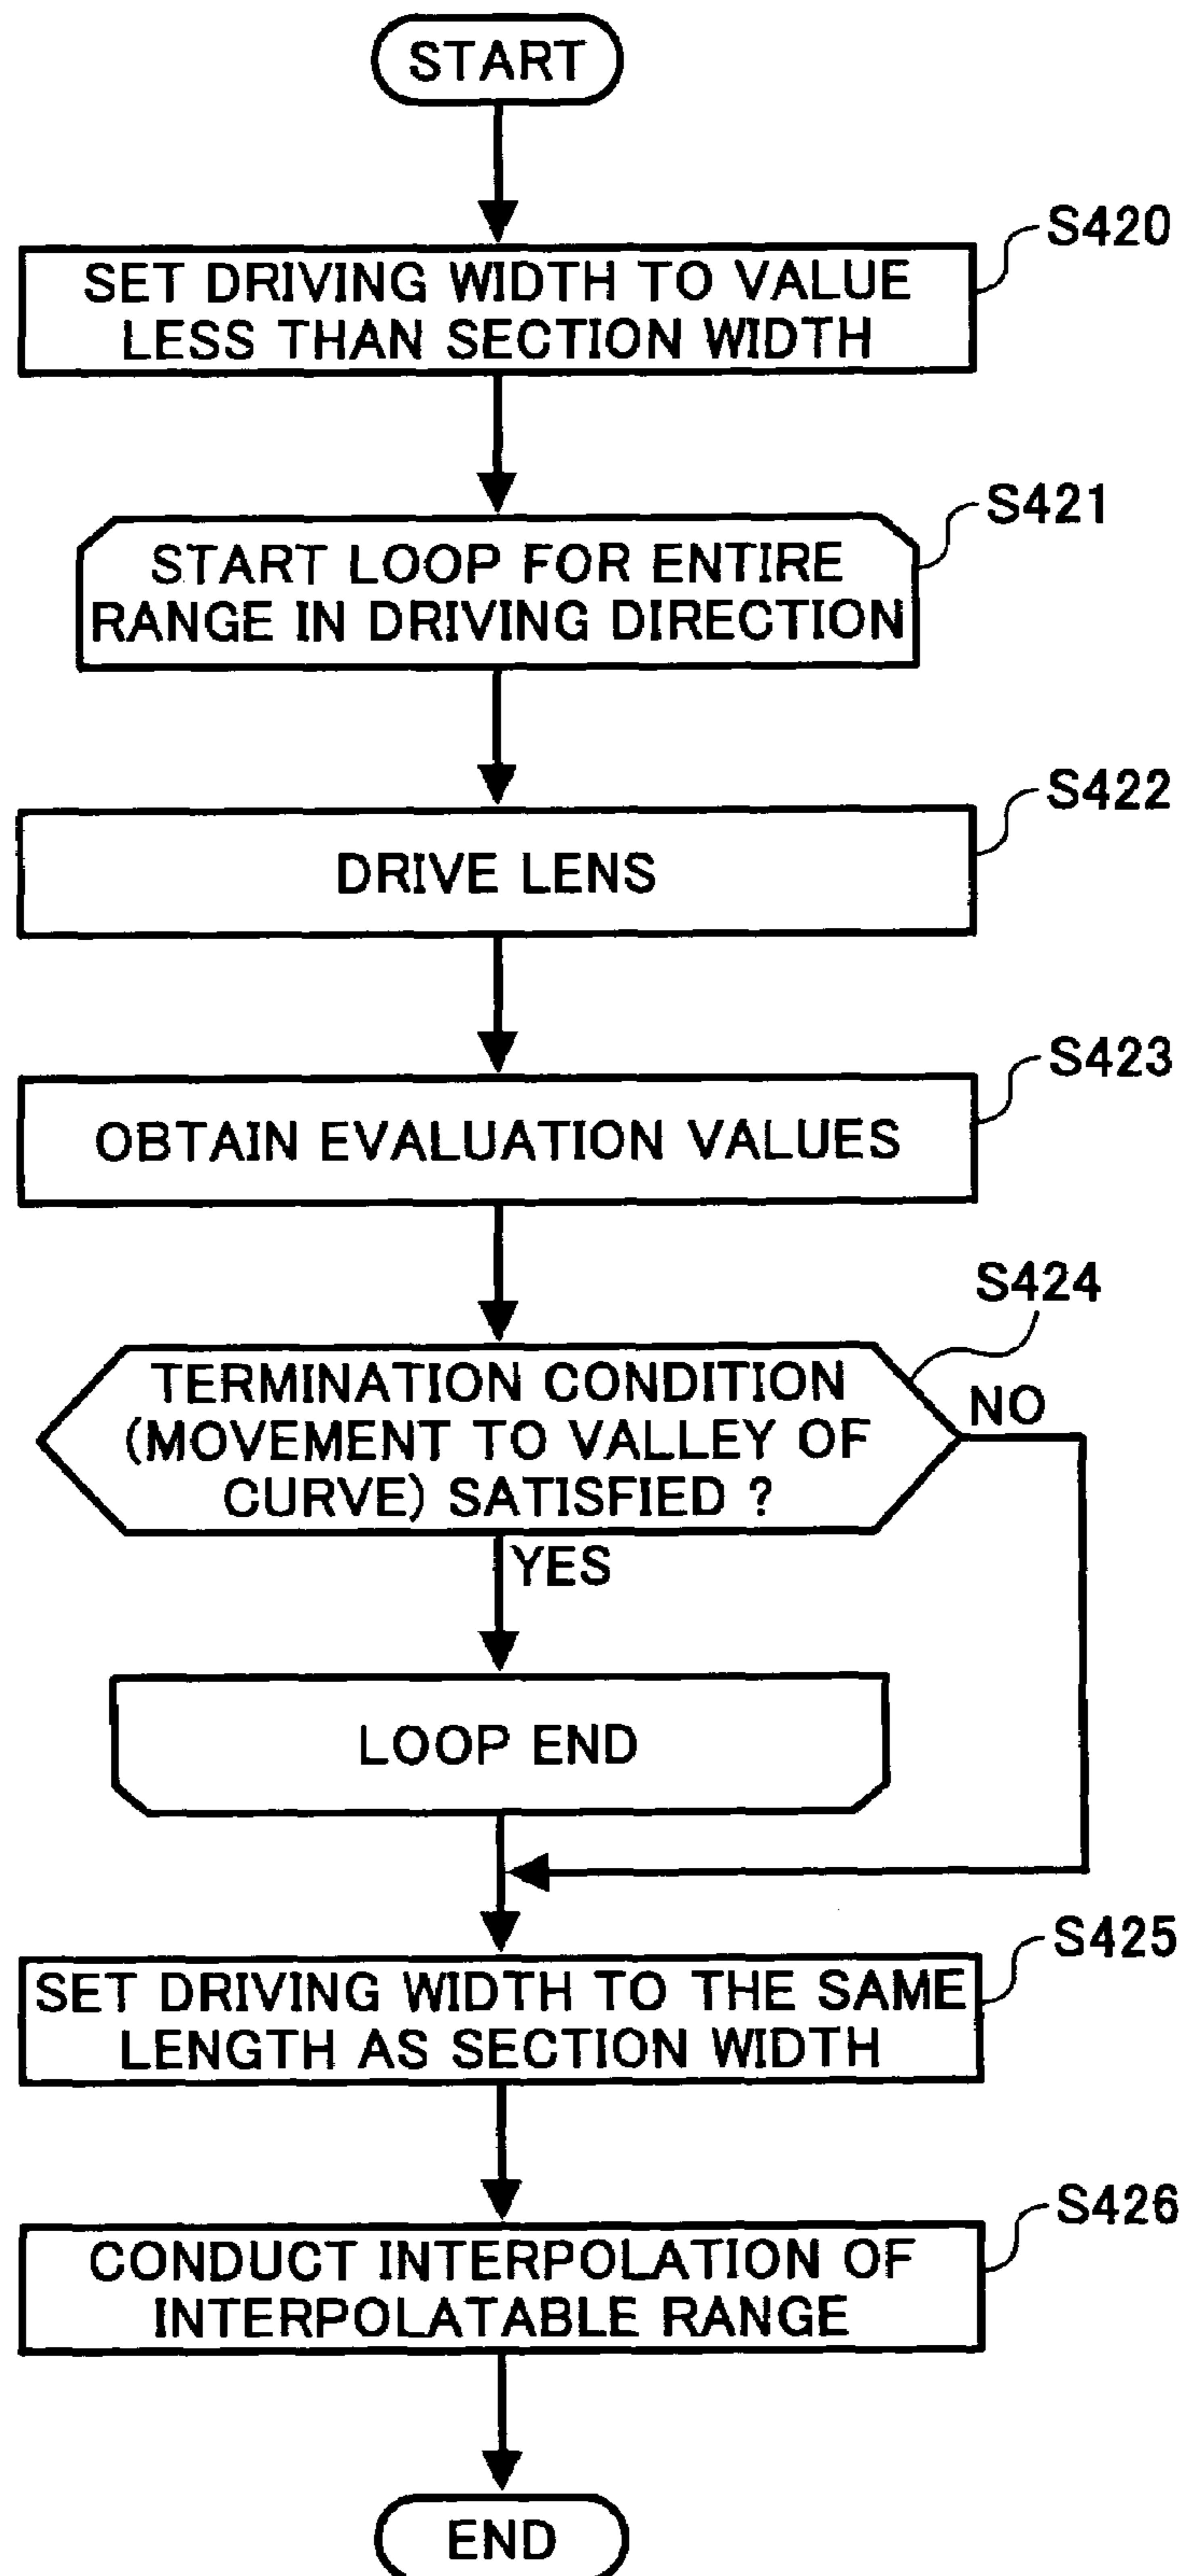 START
S420
SET DRIVING WIDTH TO VALUE
LESS THAN SECTION WIDTH
S421
START LOOP FOR ENTIRE
RANGE IN DRIVING DIRECTION
S422
DRIVE LENS
S423
OBTAIN EVALUATION VALUES
S424
TERMINATION CONDITION
(MOVEMENT TO VALLEY OF
CURVE) SATISFIED ?
NO
YES
LOOP END
S425
SET DRIVING WIDTH TO THE SAME
LENGTH AS SECTION WIDTH
S426
CONDUCT INTERPOLATION OF
INTERPOLATABLE RANGE
END